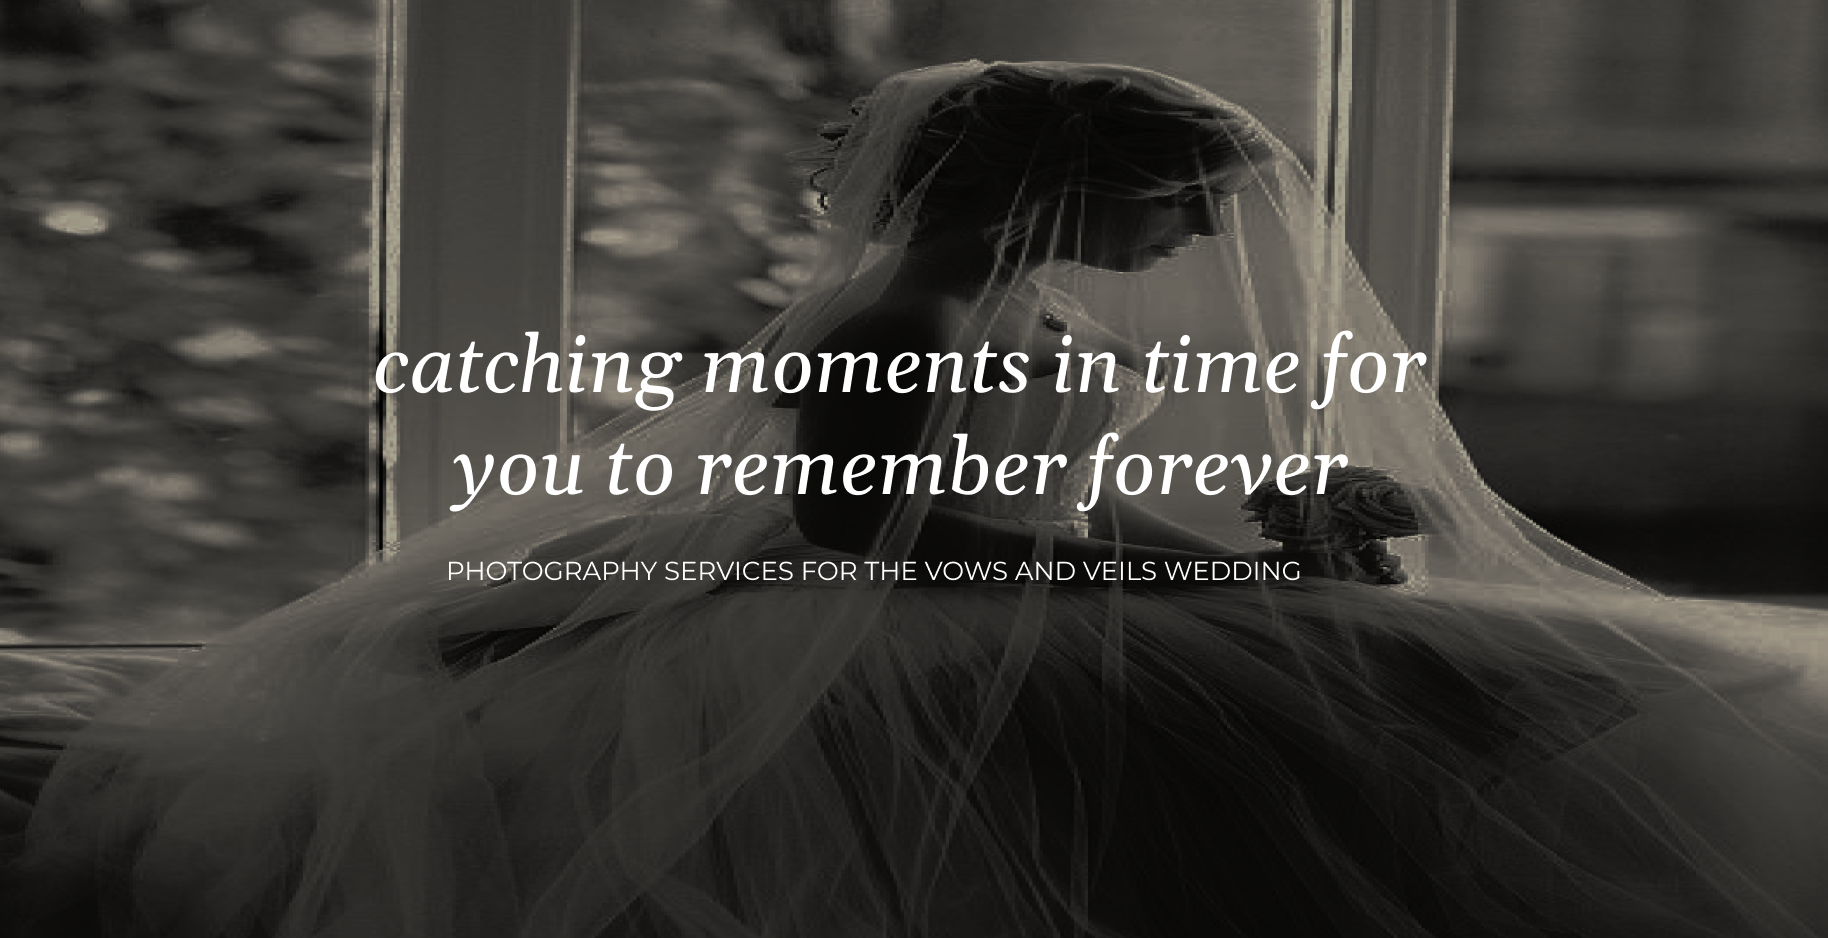 catching moments in time for
you to remember forever
PHOTOGRAPHY SERVICES FOR THE VOWS AND VEILS WEDDING